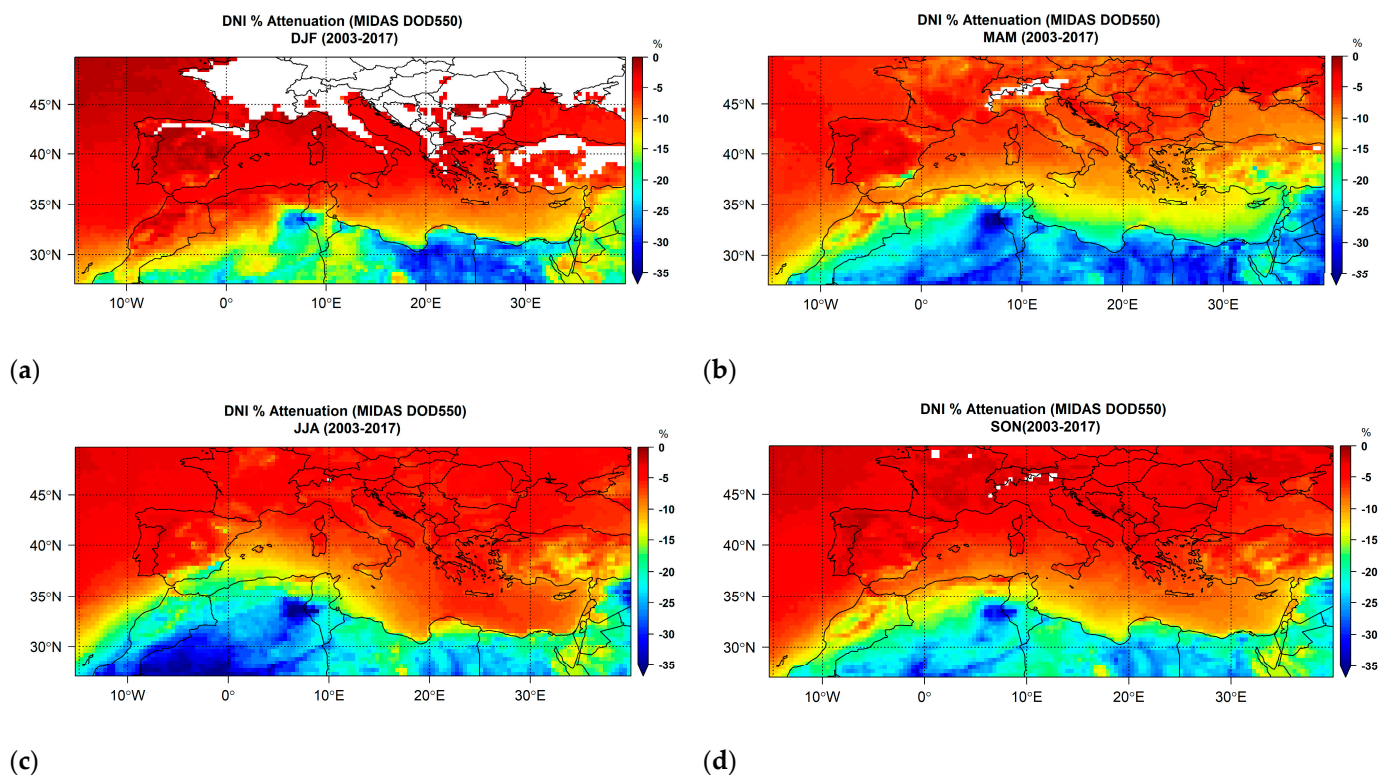 DNI % Attenuation (MIDAS DOD550)
DJF (2003-2017)
%
0
-5
-10
-15
-20
-25
-30
-35
45°N
40°N
35°N
30°N
10°W
0°
10°E
20°E
30°E
(a)
DNI % Attenuation (MIDAS DOD550)
MAM (2003-2017)
%
0
-5
-10
-15
-20
-25
-30
-35
45°N
40°N
35°N
30°N
10°W
0°
10°E
20°E
30°E
(b)
DNI % Attenuation (MIDAS DOD550)
JJA (2003-2017)
%
0
-5
-10
-15
-20
-25
-30
-35
45°N
40°N
35°N
30°N
10°W
0°
10°E
20°E
30°E
(c)
DNI % Attenuation (MIDAS DOD550)
SON(2003-2017)
%
0
-5
-10
-15
-20
-25
-30
-35
45°N
40°N
35°N
30°N
10°W
0°
10°E
20°E
30°E
(d)